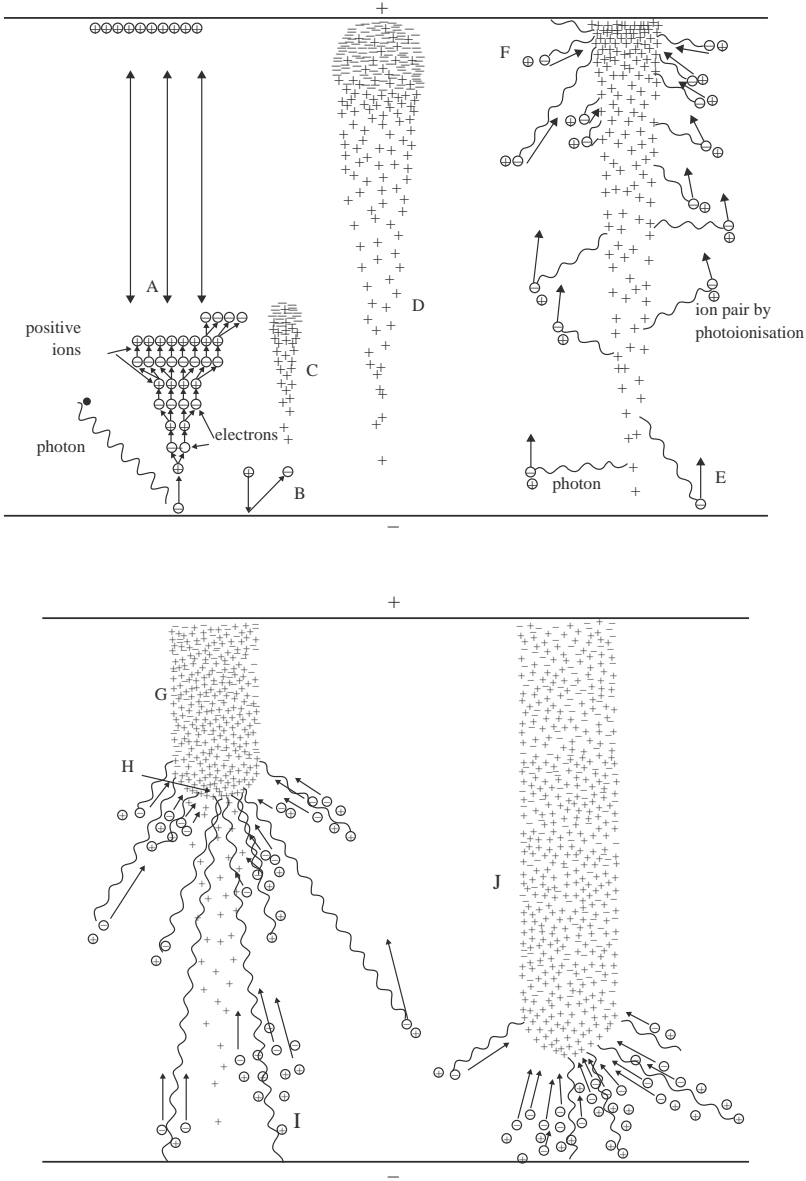 +
F
A
positive
ions
D
C
ion pair by
photoionisation
photon
electrons
B
photon
E
−
+
G
H
J
I
−